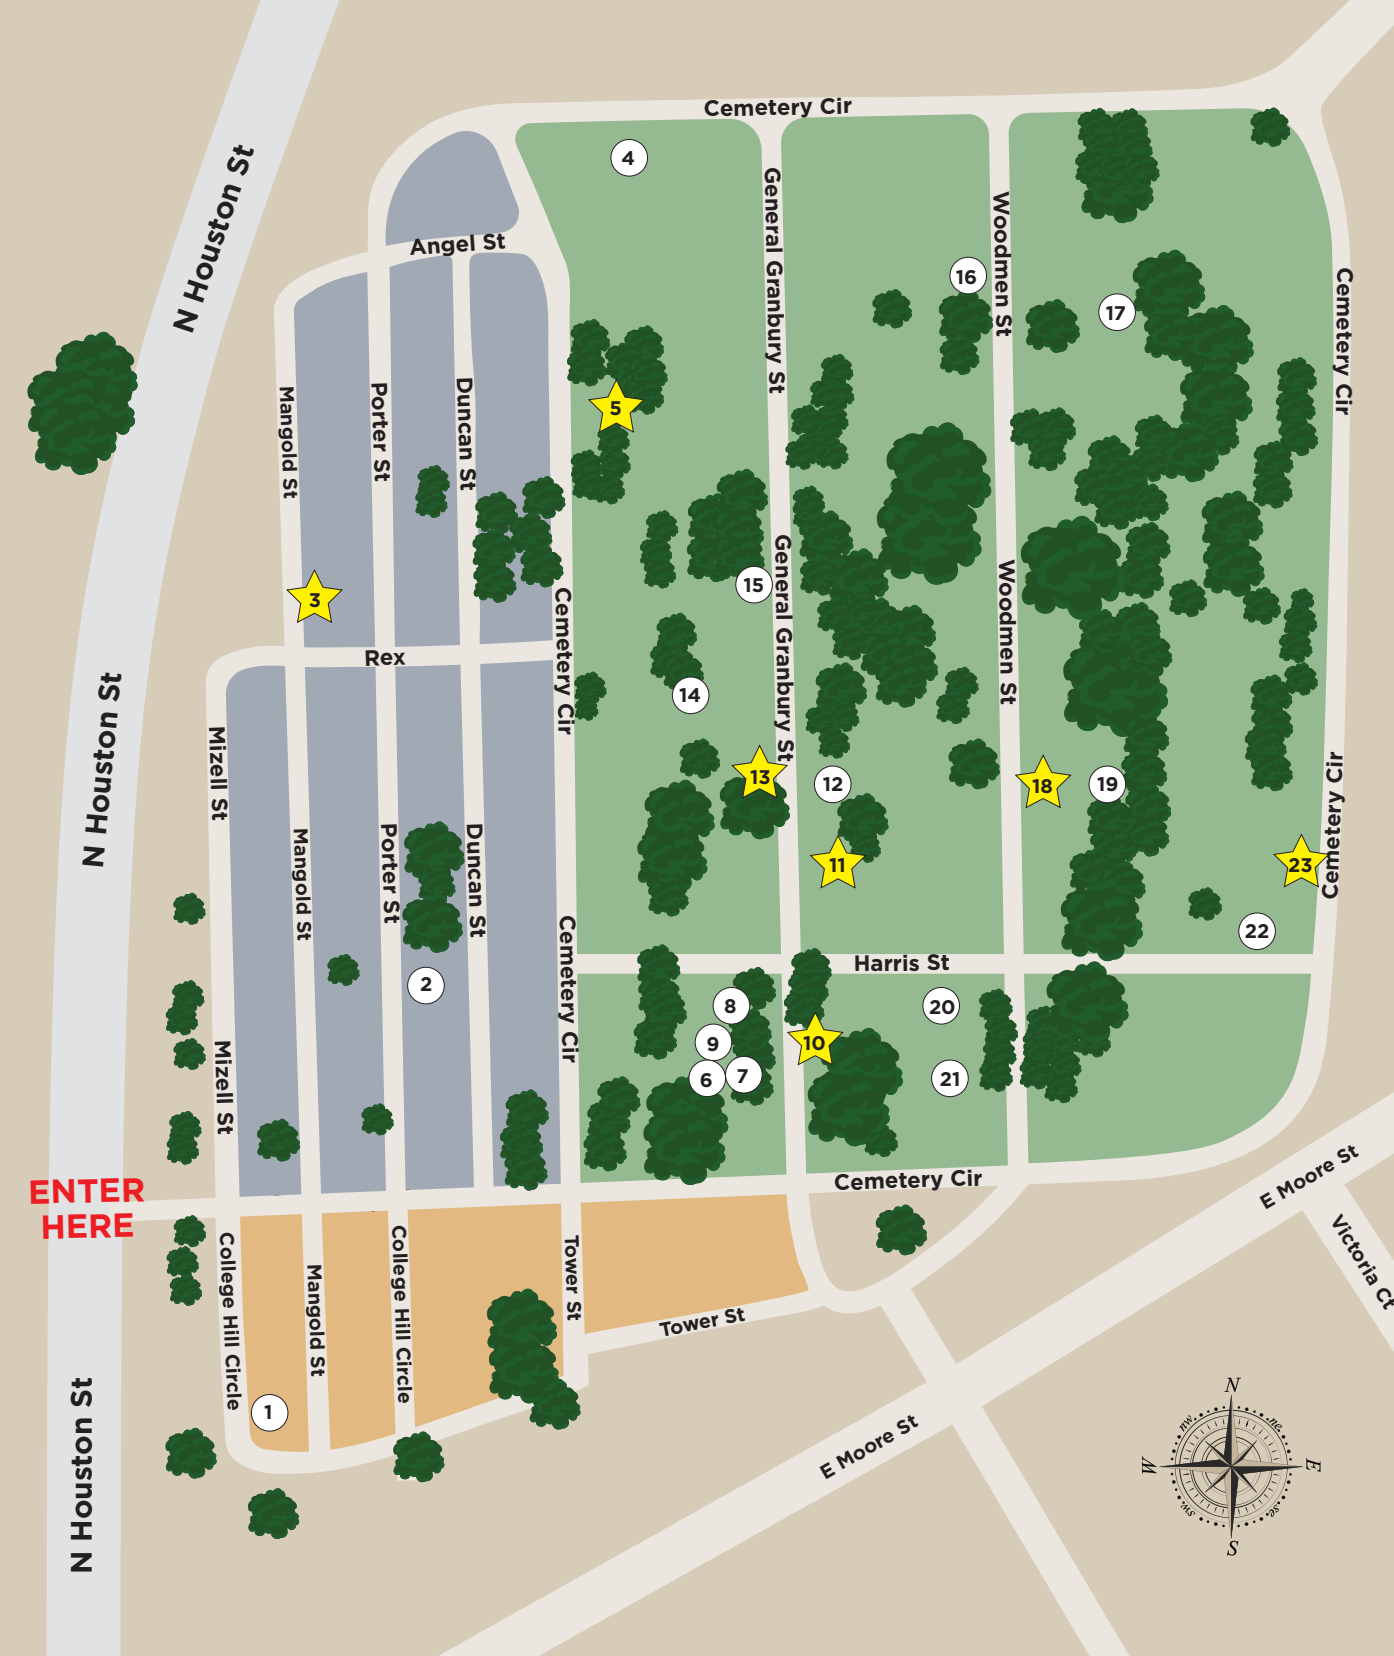 Cemetery Cir
4
N Houston St
General Granbury St
Woodmen St
Angel St
16
17
Cemetery Cir
Mangold St
Porter St
Duncan St
5
General Granbury St
Woodmen St
15
Cemetery Cir
3
Rex
14
N Houston St
Mizell St
13
12
18
19
Cemetery Cir
Mangold St
Porter St
Duncan St
11
23
Cemetery Cir
22
Harris St
2
8
20
9
10
Mizell St
6
7
21
ENTER
HERE
Cemetery Cir
E Moore St
Victoria Ct
College Hill Circle
Mangold St
College Hill Circle
Tower St
Tower St
1
N Houston St
E Moore St
N
nw
ne
W
E
sw
se
S